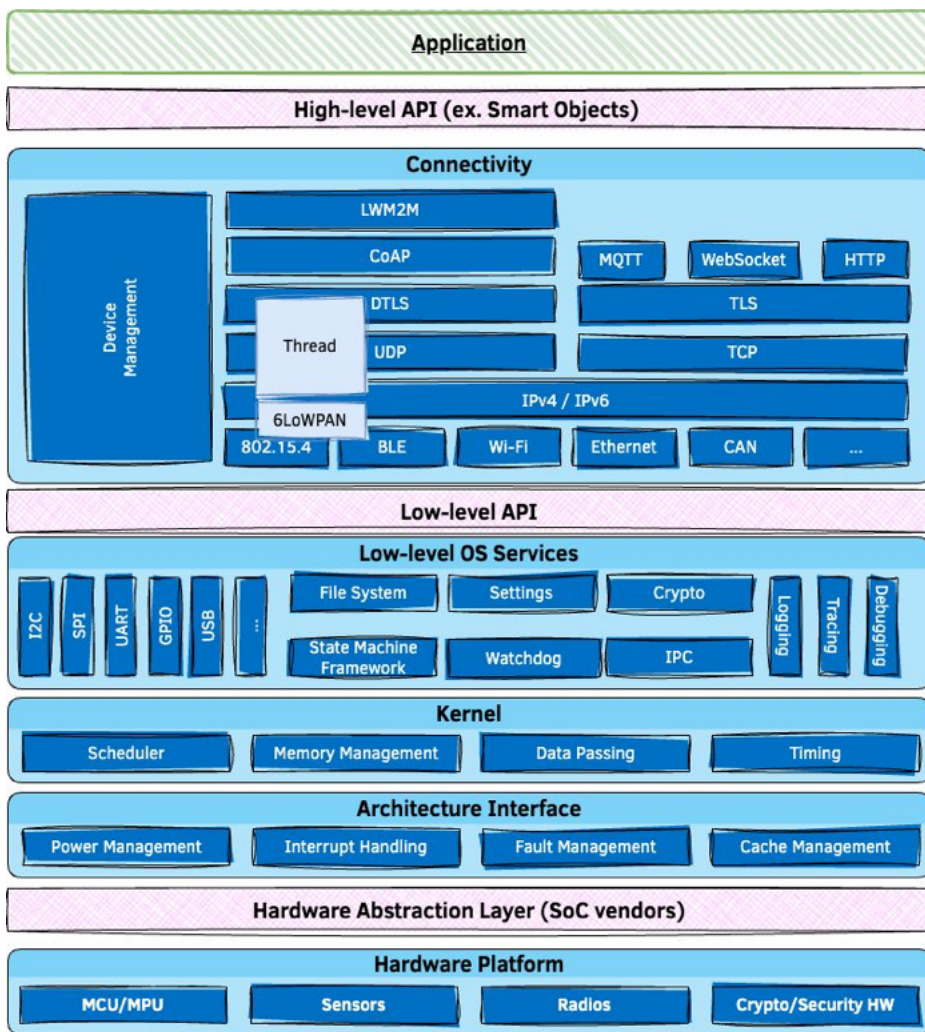 Application
High-level API (ex. Smart Objects)
Connectivity
Device
Management
LWM2M
CoAP
MQTT
WebSocket
HTTP
DTLS
TLS
Thread
UDP
TCP
IPv4 / IPv6
6LoWPAN
802.15.4
BLE
Wi-Fi
Ethernet
CAN
...
Low-level API
Low-level OS Services
I2C
SPI
UART
GPIO
USB
...
File System
Settings
Crypto
State Machine
Framework
Watchdog
IPC
Logging
Tracing
Debugging
Kernel
Scheduler
Memory Management
Data Passing
Timing
Architecture Interface
Power Management
Interrupt Handling
Fault Management
Cache Management
Hardware Abstraction Layer (SoC vendors)
Hardware Platform
MCU/MPU
Sensors
Radios
Crypto/Security HW